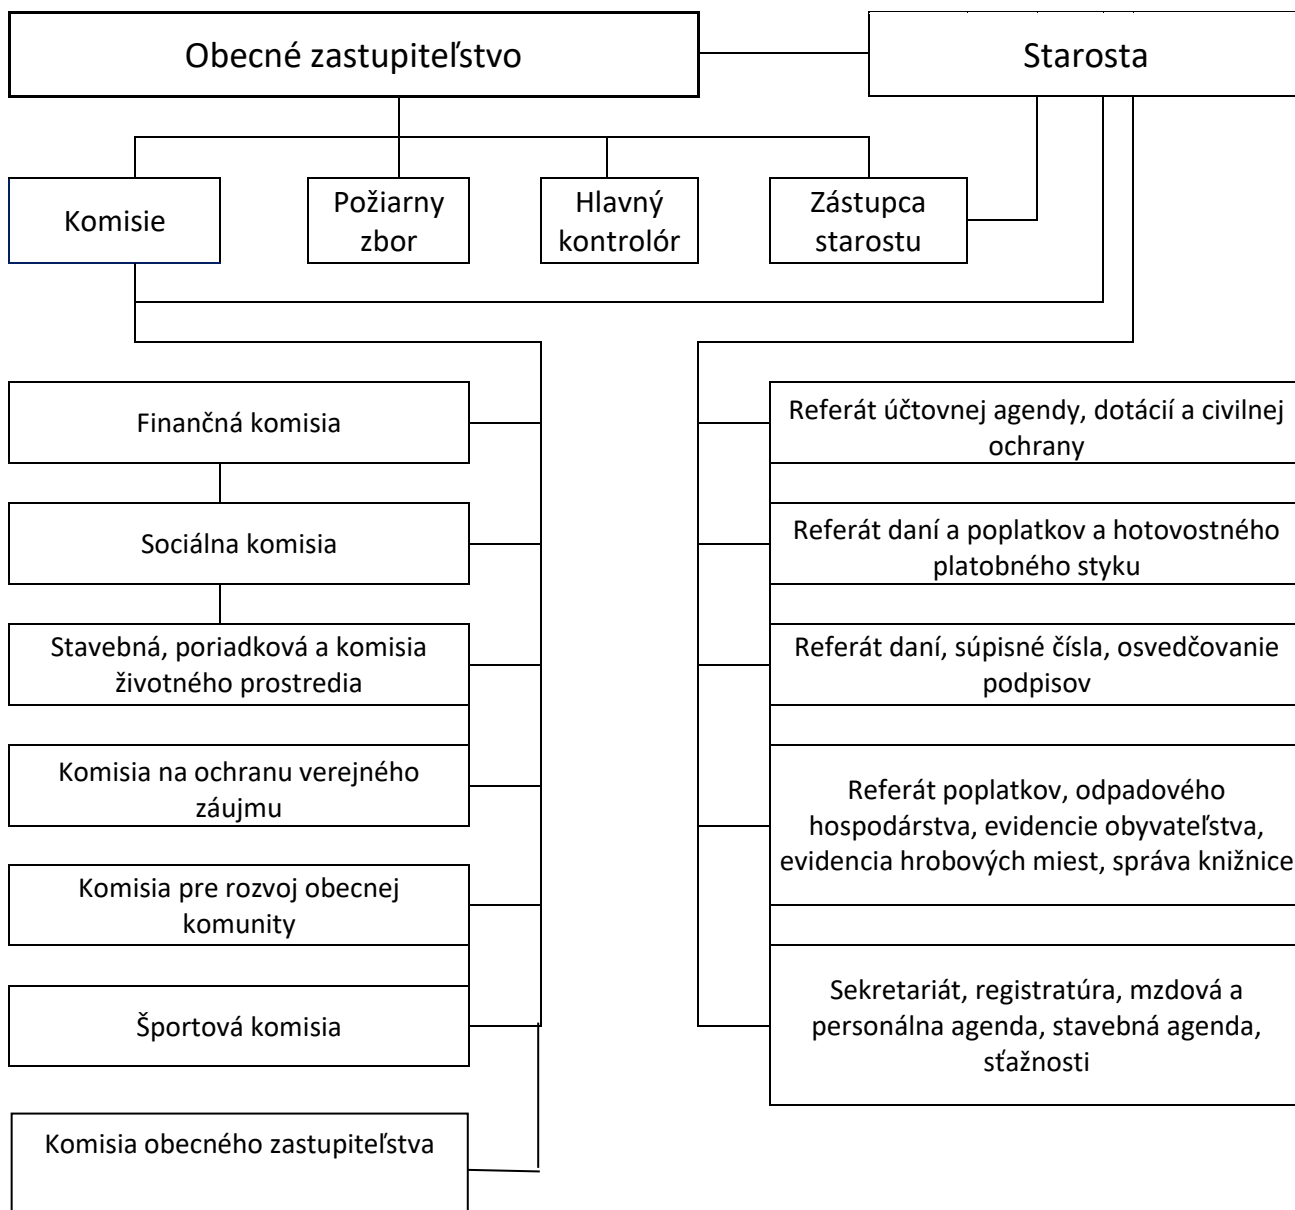 Obecné zastupiteľstvo
Starosta
Komisie
Požiarny
zbor
Hlavný
kontrolór
Zástupca
starostu
Finančná komisia
Sociálna komisia
Stavebná, poriadková a komisia
životného prostredia
Komisia na ochranu verejného
záujmu
Komisia pre rozvoj obecnej
komunity
Športová komisia
Komisia obecného zastupiteľstva
Referát účtovnej agendy, dotácií a civilnej
ochrany
Referát daní a poplatkov a hotovostného
platobného styku
Referát daní, súpisné čísla, osvedčovanie
podpisov
Referát poplatkov, odpadového
hospodárstva, evidencie obyvateľstva,
evidencia hrobových miest, správa knižnice
Sekretariát, registratúra, mzdová a
personálna agenda, stavebná agenda,
sťažnosti